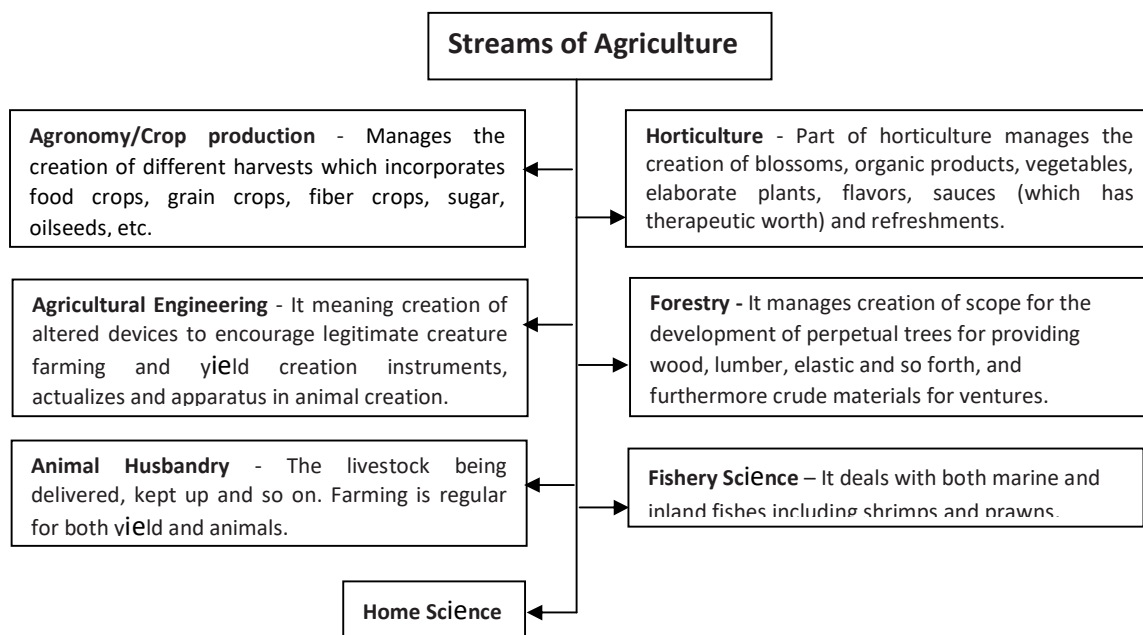 Streams of Agriculture
Agronomy/Crop production - Manages the
creation of different harvests which incorporates
food crops, grain crops, fiber crops, sugar,
oilseeds, etc.
Horticulture - Part of horticulture manages the
creation of blossoms, organic products, vegetables,
elaborate plants, flavors, sauces (which has
therapeutic worth) and refreshments.
Agricultural Engineering - It meaning creation of
altered devices to encourage legitimate creature
farming and yield creation instruments,
actualizes and apparatus in animal creation.
Forestry - It manages creation of scope for the
development of perpetual trees for providing
wood, lumber, elastic and so forth, and
furthermore crude materials for ventures.
Animal Husbandry - The livestock being
delivered, kept up and so on. Farming is regular
for both yield and animals.
Fishery Science – It deals with both marine and
inland fishes including shrimps and prawns.
Home Science